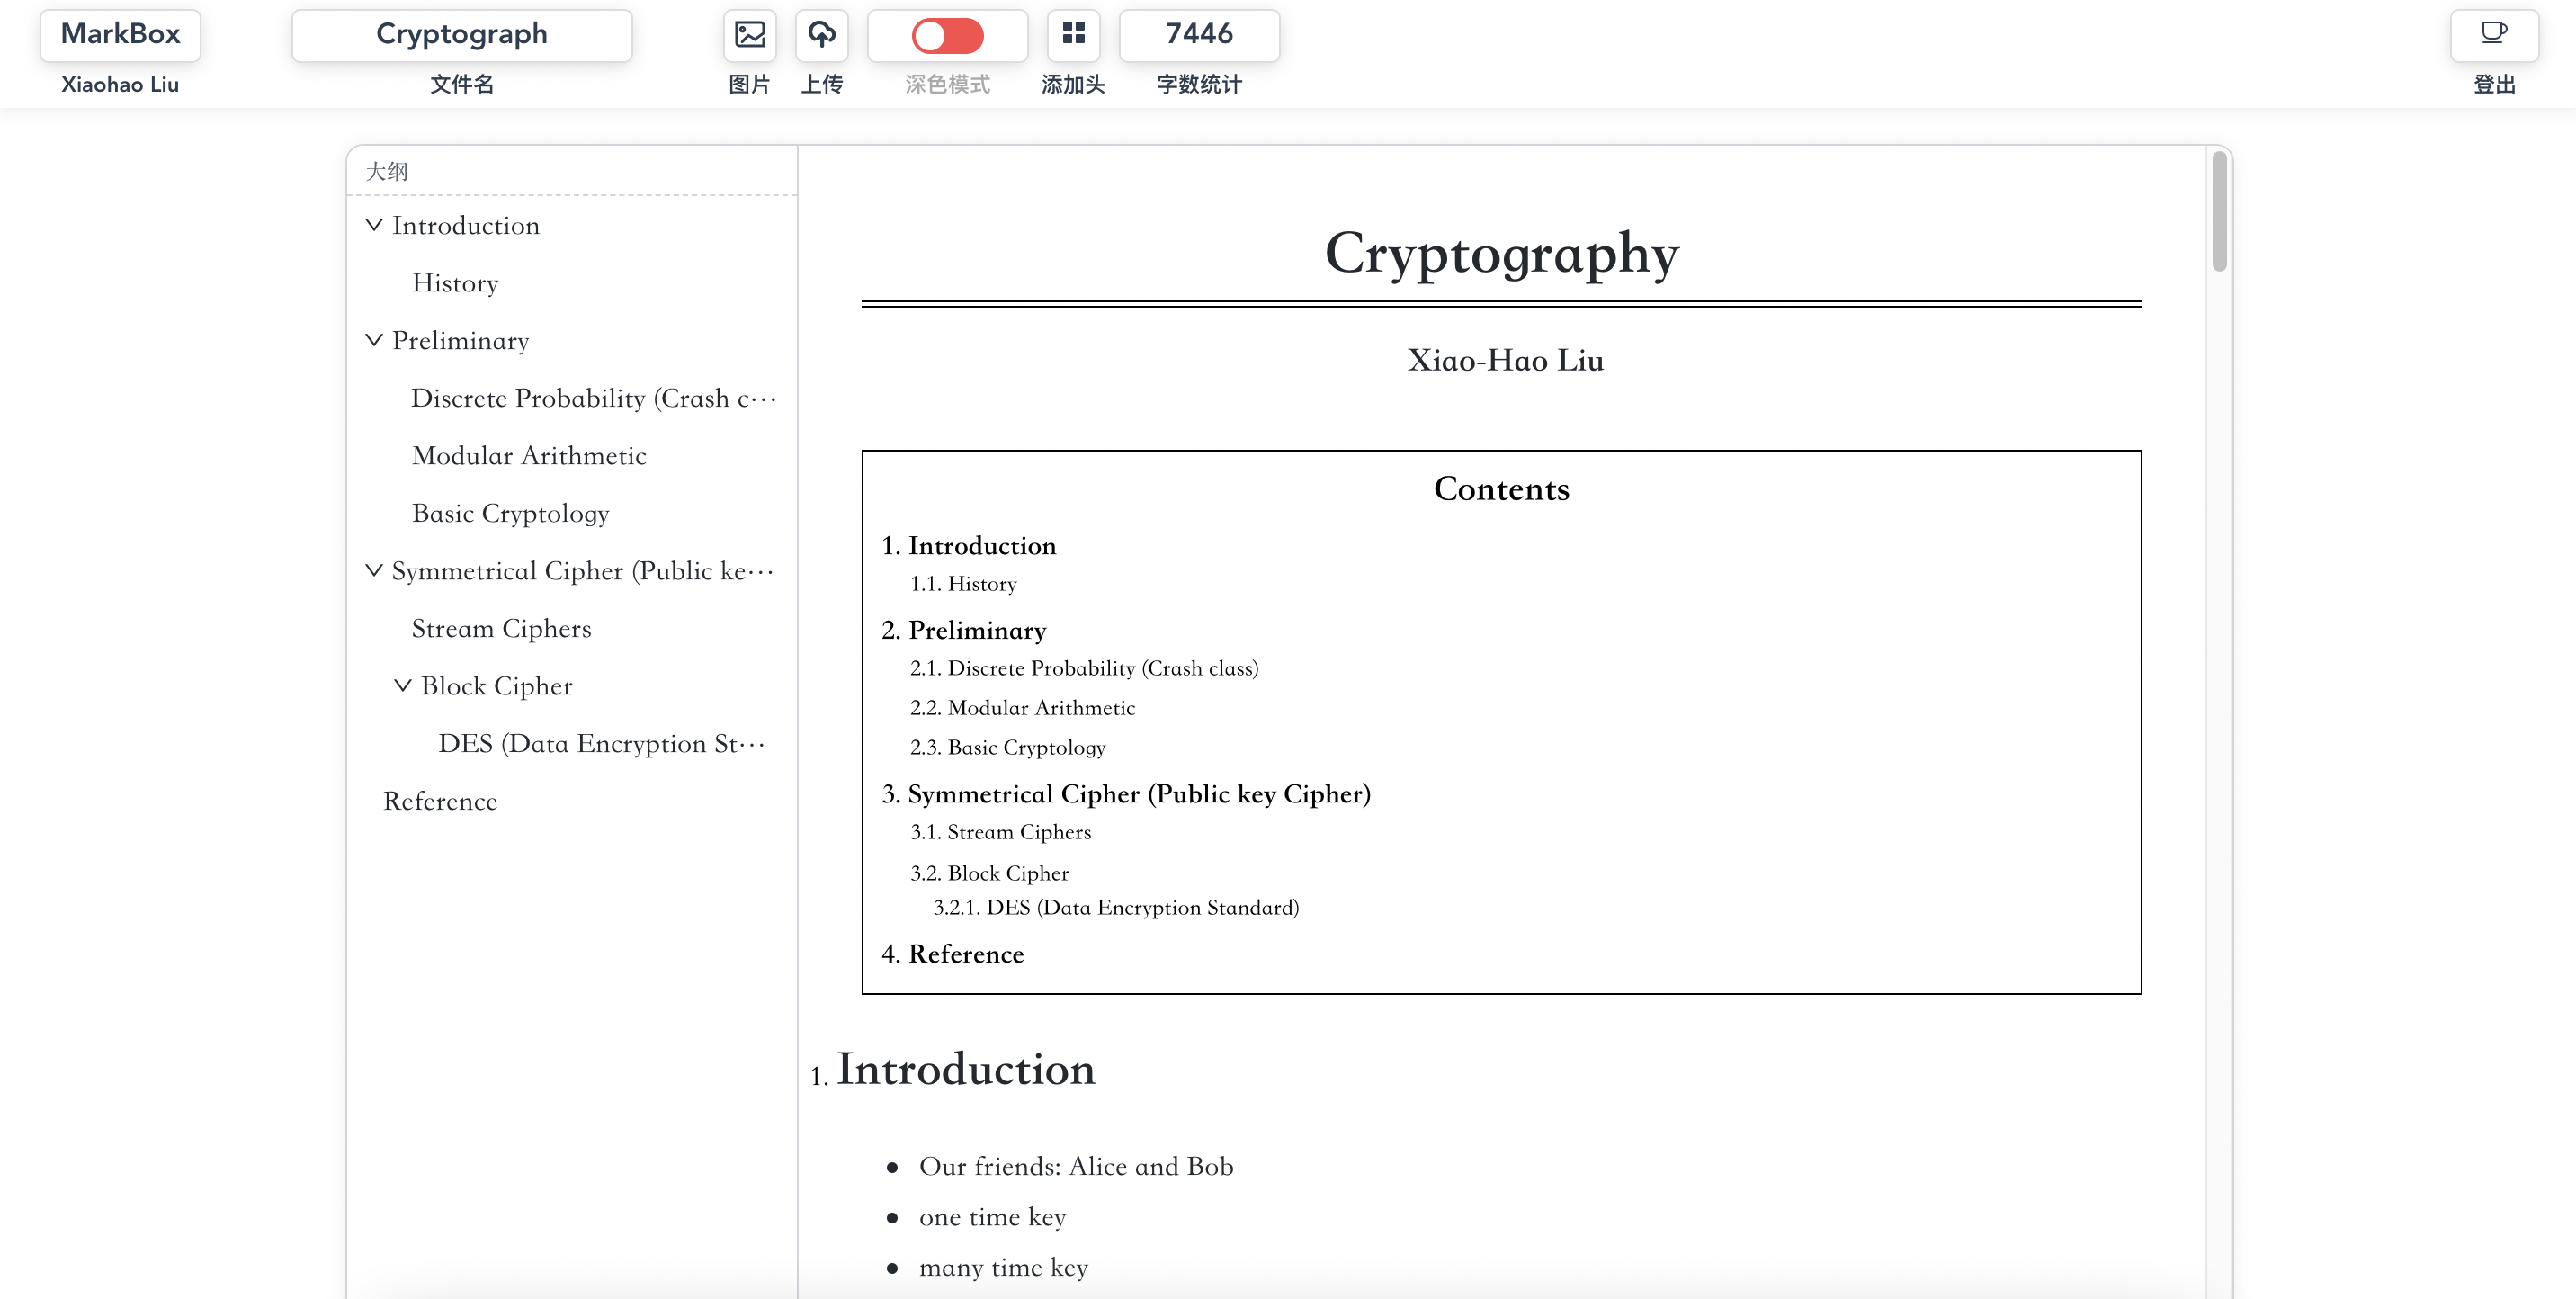 MarkBox
Xiaohao Liu
Cryptograph
文件名
图片
上传
深色模式
添加头
7446
字数统计
登出
大纲
Introduction
History
Preliminary
Discrete Probability (Crash c···
Modular Arithmetic
Basic Cryptology
Symmetrical Cipher (Public ke···
Stream Ciphers
Block Cipher
DES (Data Encryption St···
Reference
Cryptography
Xiao-Hao Liu
Contents
1. Introduction
1.1. History
2. Preliminary
2.1. Discrete Probability (Crash class)
2.2. Modular Arithmetic
2.3. Basic Cryptology
3. Symmetrical Cipher (Public key Cipher)
3.1. Stream Ciphers
3.2. Block Cipher
3.2.1. DES (Data Encryption Standard)
4. Reference
1. Introduction
● Our friends: Alice and Bob
● one time key
● many time key